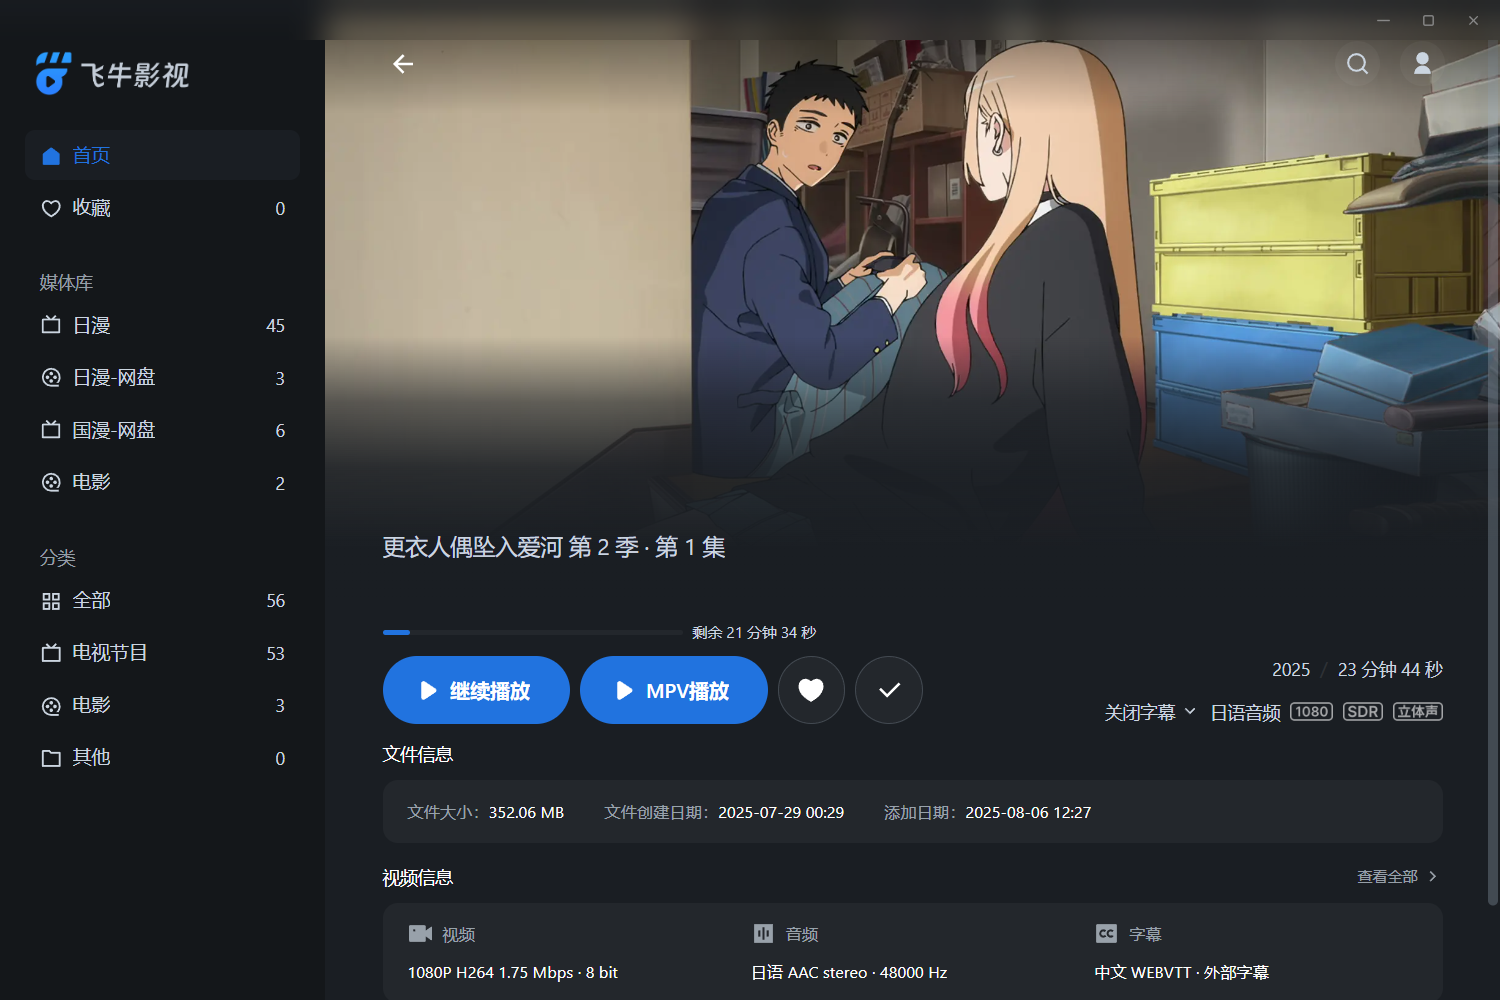 飞牛影视
首页
收藏 0
媒体库
日漫 45
日漫-网盘 3
国漫-网盘 6
电影 2
分类
全部 56
电视节目 53
电影 3
其他 0
更衣人偶坠入爱河 第 2 季 · 第 1 集
剩余 21 分钟 34 秒
继续播放 MPV播放
2025 / 23 分钟 44 秒
关闭字幕 日语音频 1080 SDR 立体声
文件信息
文件大小： 352.06 MB 文件创建日期： 2025-07-29 00:29 添加日期： 2025-08-06 12:27
视频信息 查看全部
视频 音频 CC 字幕
1080P H264 1.75 Mbps · 8 bit 日语 AAC stereo · 48000 Hz 中文 WEBVTT · 外部字幕